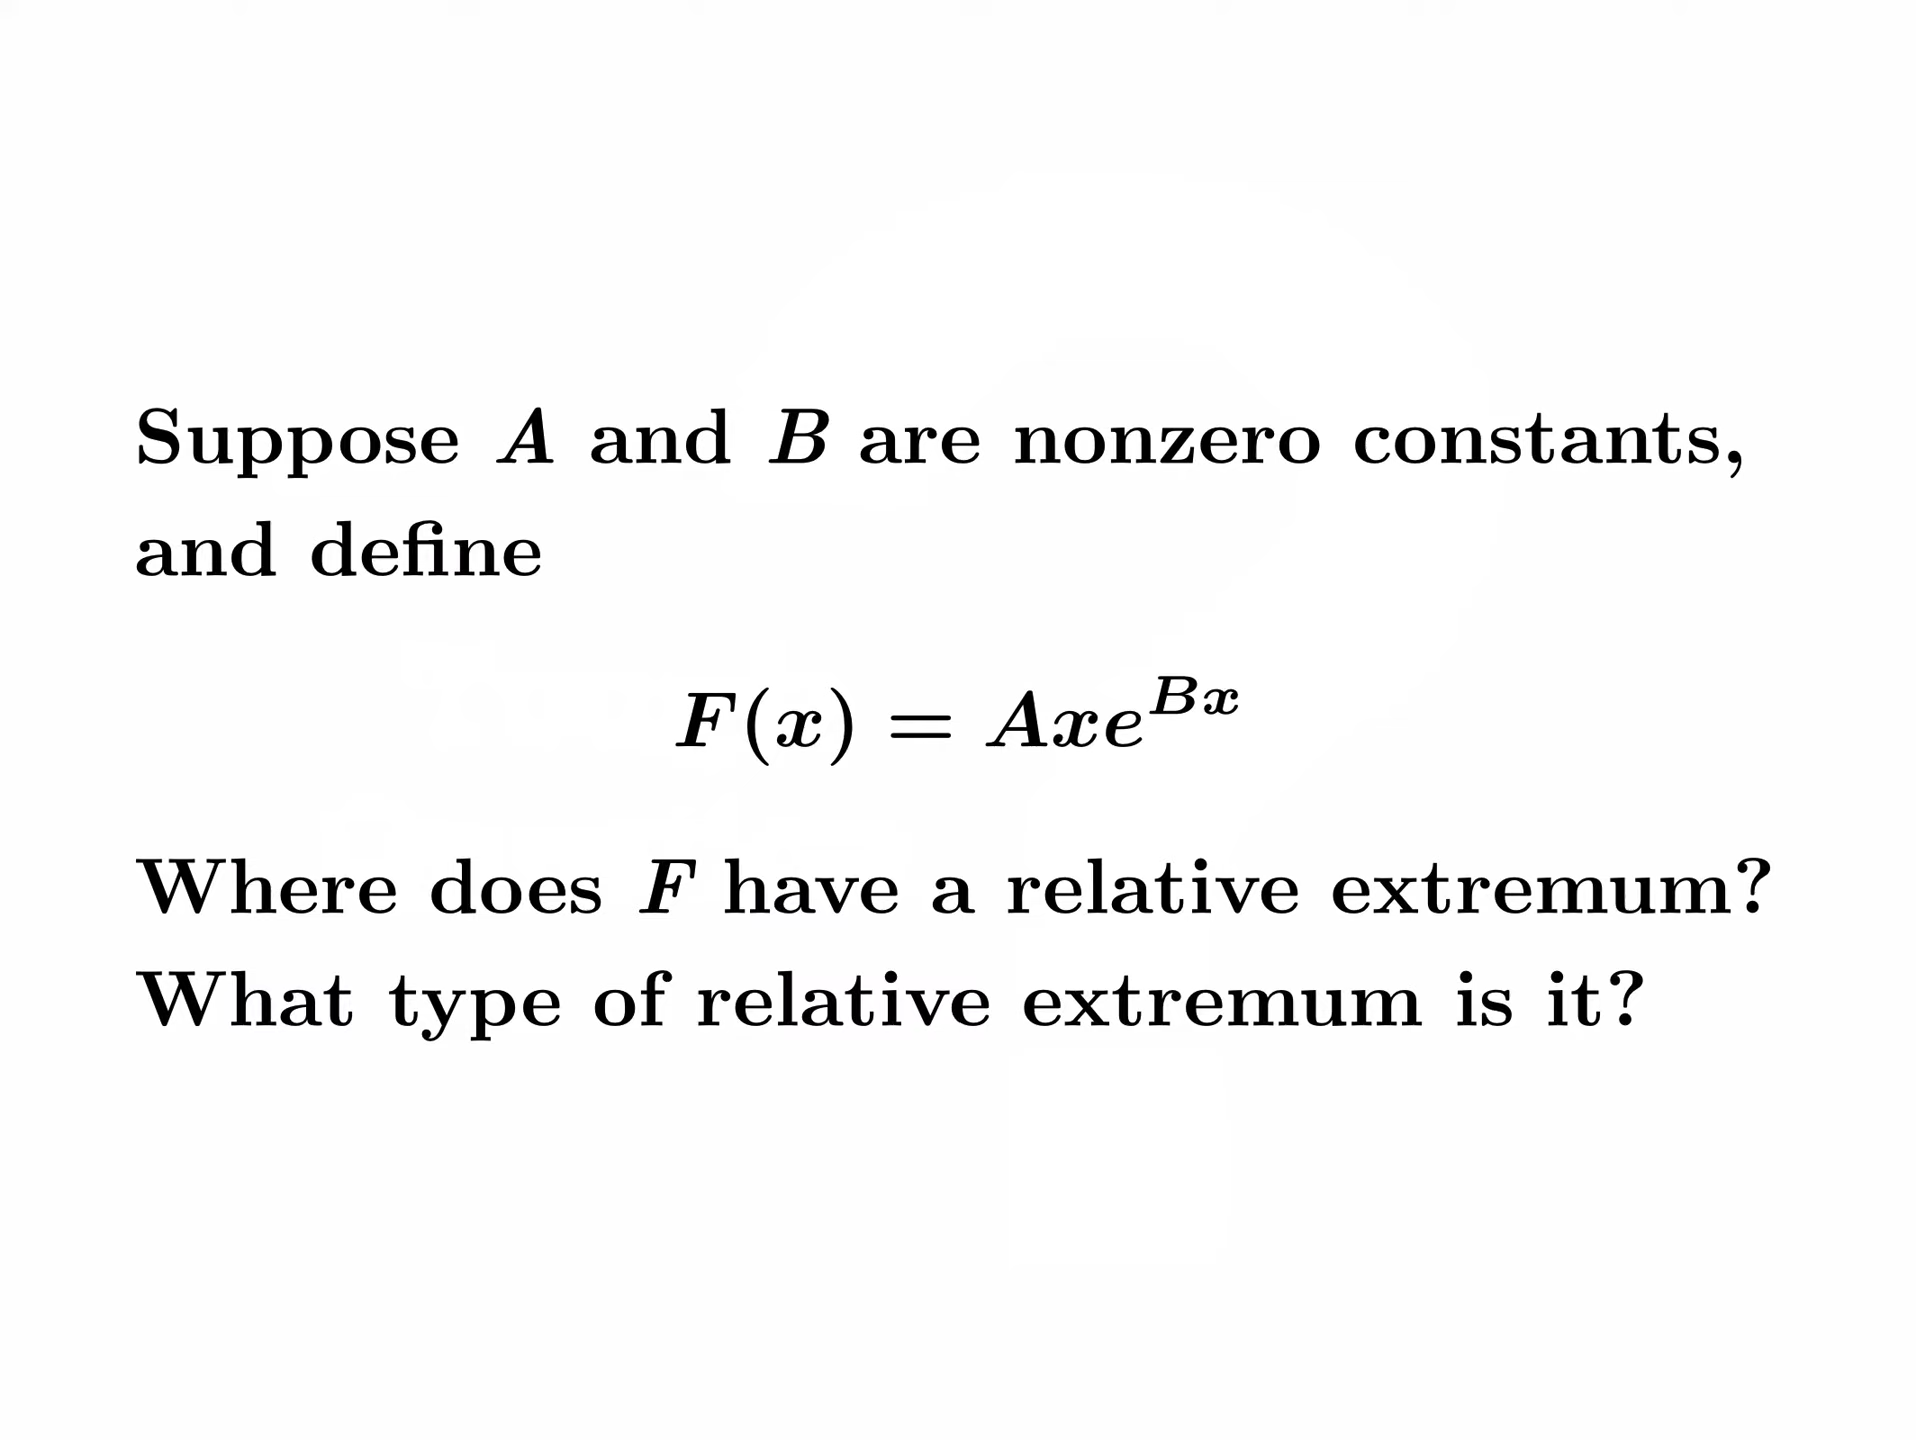 Suppose A and B are nonzero constants,
and define
F(x) = Axe^{Bx}
Where does F have a relative extremum?
What type of relative extremum is it?